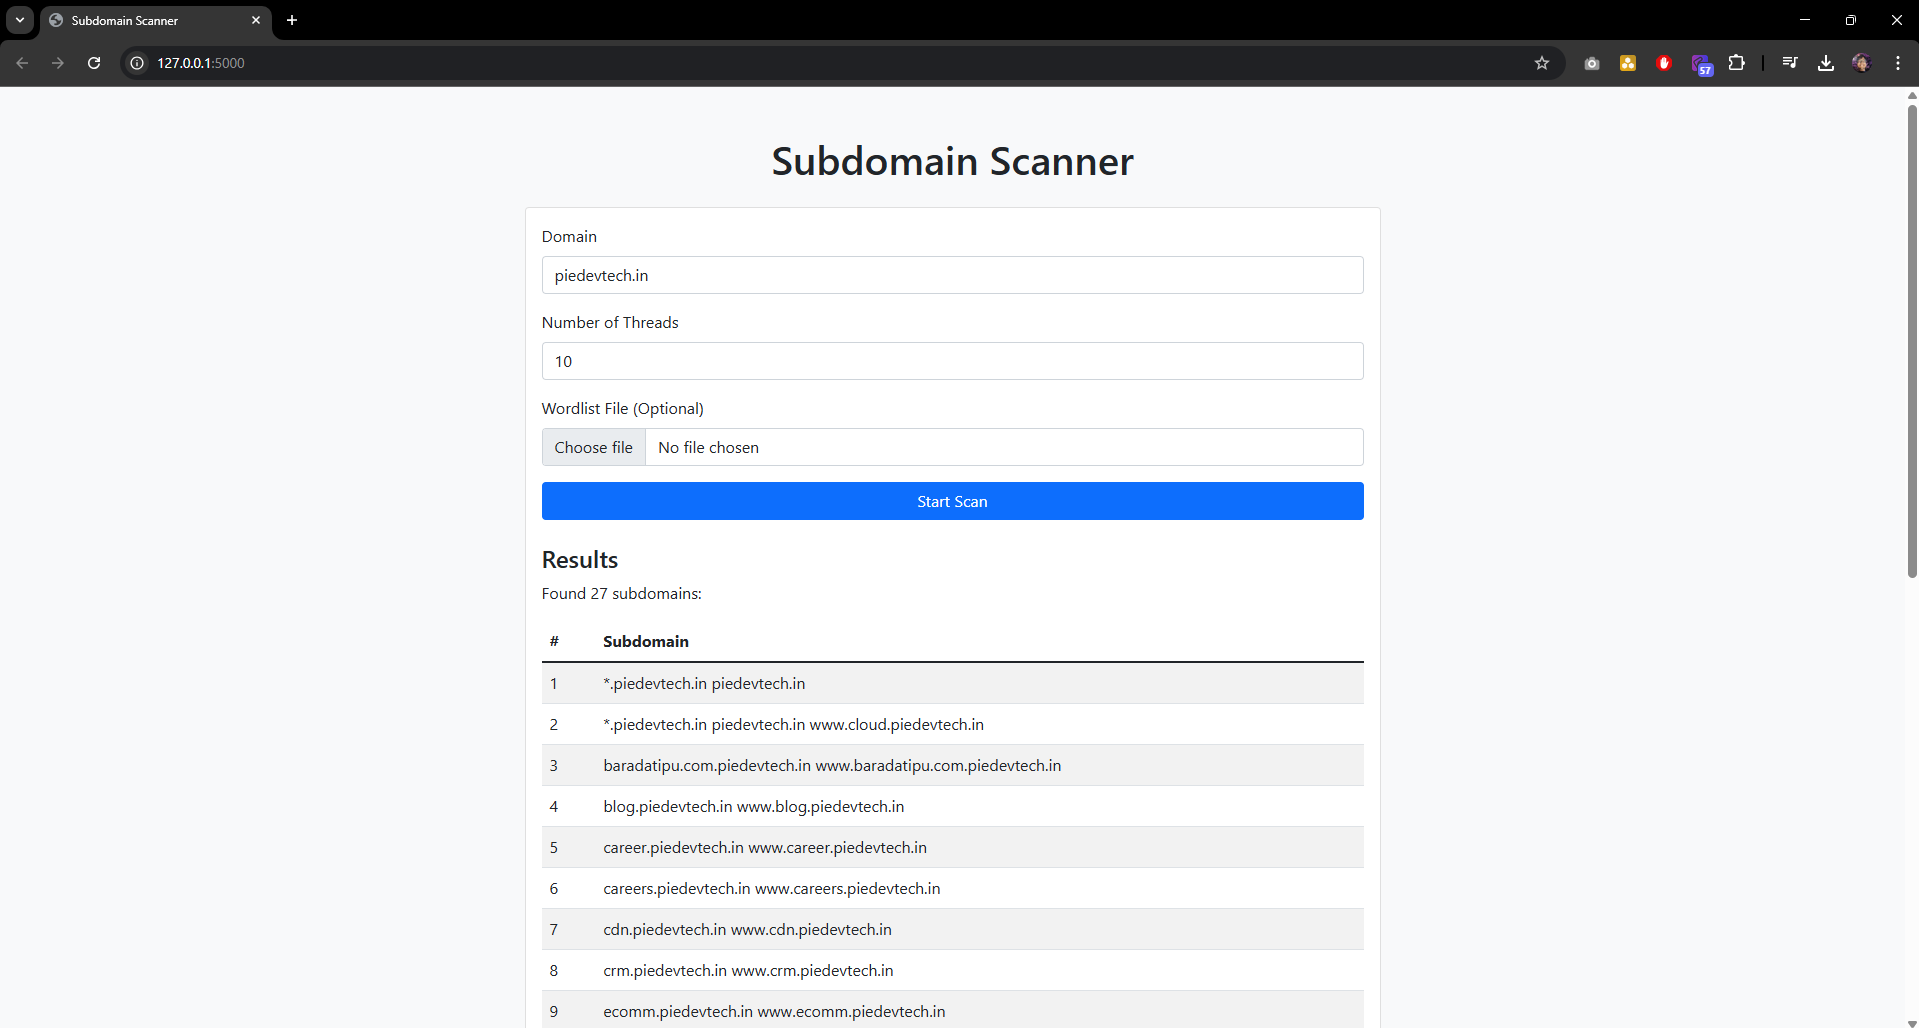 Subdomain Scanner
127.0.0.1:5000
57
Subdomain Scanner
Domain
piedevtech.in
Number of Threads
10
Wordlist File (Optional)
Choose file No file chosen
Start Scan
Results
Found 27 subdomains:
# Subdomain
1 *.piedevtech.in piedevtech.in
2 *.piedevtech.in piedevtech.in www.cloud.piedevtech.in
3 baradatipu.com.piedevtech.in www.baradatipu.com.piedevtech.in
4 blog.piedevtech.in www.blog.piedevtech.in
5 career.piedevtech.in www.career.piedevtech.in
6 careers.piedevtech.in www.careers.piedevtech.in
7 cdn.piedevtech.in www.cdn.piedevtech.in
8 crm.piedevtech.in www.crm.piedevtech.in
9 ecomm.piedevtech.in www.ecomm.piedevtech.in